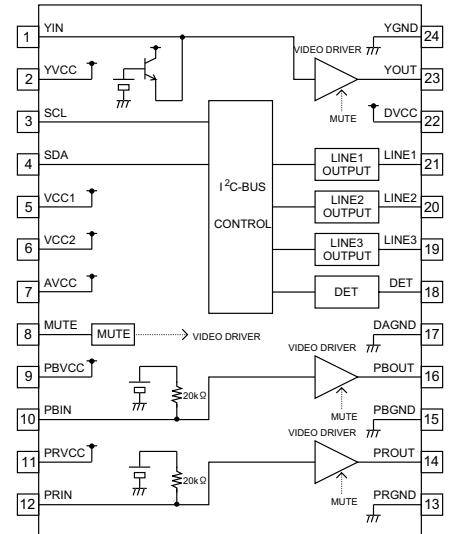 1 YIN YGND 24
VIDEO DRIVER
2 YVCC YOUT 23
MUTE
3 SCL DVCC 22
4 SDA LINE1 OUTPUT LINE1 21
I²C-BUS CONTROL
5 VCC1 LINE2 OUTPUT LINE2 20
6 VCC2 LINE3 OUTPUT LINE3 19
7 AVCC DET DET 18
8 MUTE MUTE VIDEO DRIVER DAGND 17
VIDEO DRIVER
9 PBVCC PBOUT 16
20kΩ
MUTE
10 PBIN PBGND 15
VIDEO DRIVER
11 PRVCC PROUT 14
20kΩ
MUTE
12 PRIN PRGND 13